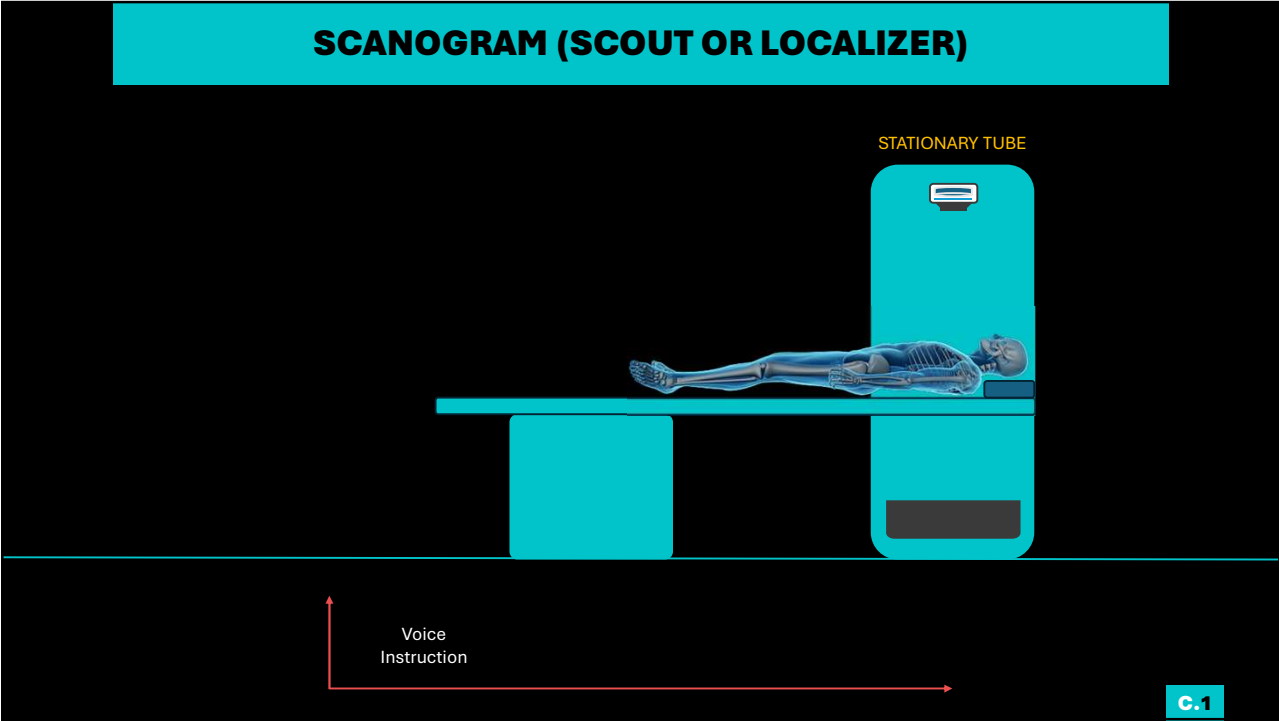 SCANOGRAM (SCOUT OR LOCALIZER)
STATIONARY TUBE
Voice
Instruction
C.1